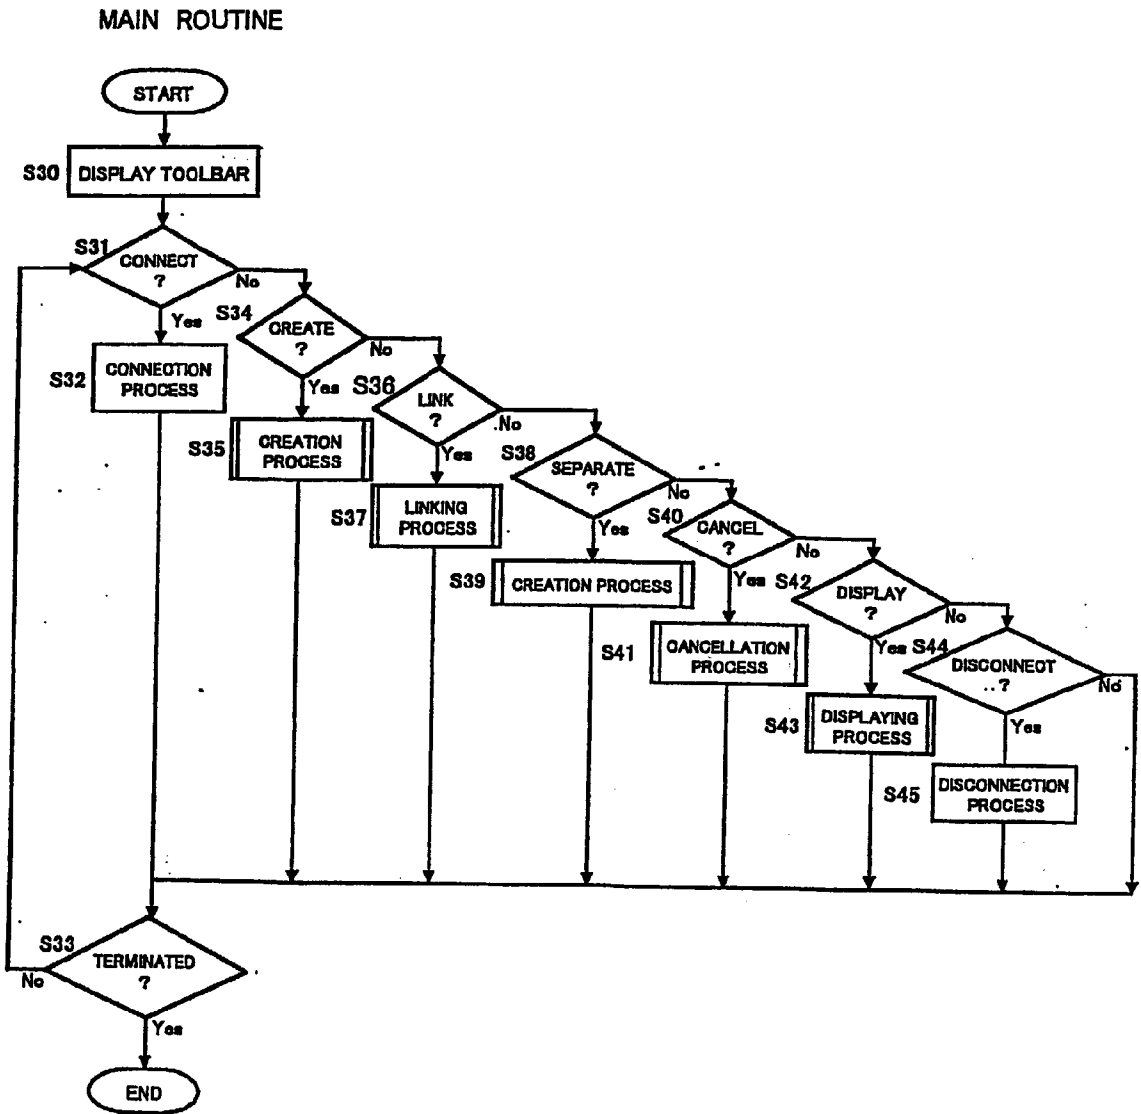 MAIN ROUTINE
START
S30
DISPLAY TOOLBAR
S31
CONNECT
?
No
Yes
S32
CONNECTION
PROCESS
S34
CREATE
?
No
Yes
S35
CREATION
PROCESS
S36
LINK
?
No
Yes
S37
LINKING
PROCESS
S38
SEPARATE
?
No
Yes
S39
CREATION PROCESS
S40
CANCEL
?
No
Yes
S41
CANCELLATION
PROCESS
S42
DISPLAY
?
No
Yes
S43
DISPLAYING
PROCESS
S44
DISCONNECT
..?
No
Yes
S45
DISCONNECTION
PROCESS
S33
TERMINATED
?
No
Yes
END